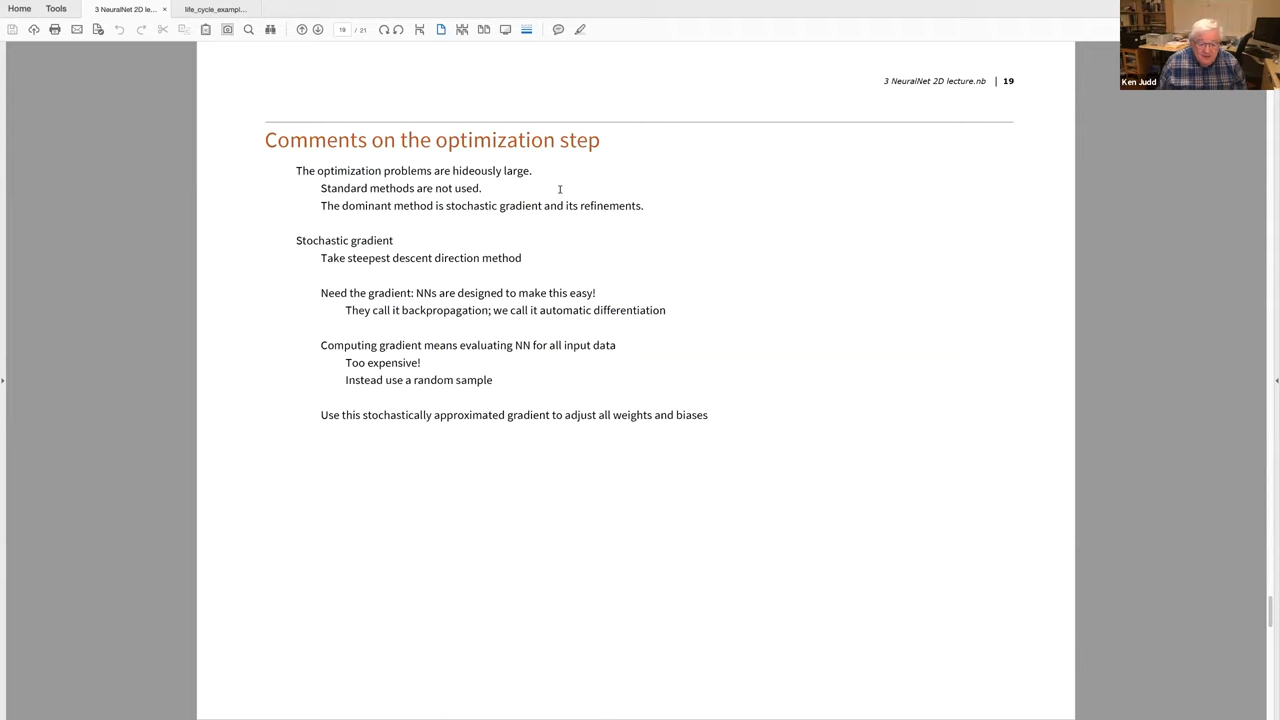 Home
Tools
3 NeuralNet 2D le...
life_cycle_exampl...
19 / 21
Ken Judd
3 NeuralNet 2D lecture.nb | 19
Comments on the optimization step
The optimization problems are hideously large.
Standard methods are not used.
The dominant method is stochastic gradient and its refinements.
Stochastic gradient
Take steepest descent direction method
Need the gradient: NNs are designed to make this easy!
They call it backpropagation; we call it automatic differentiation
Computing gradient means evaluating NN for all input data
Too expensive!
Instead use a random sample
Use this stochastically approximated gradient to adjust all weights and biases